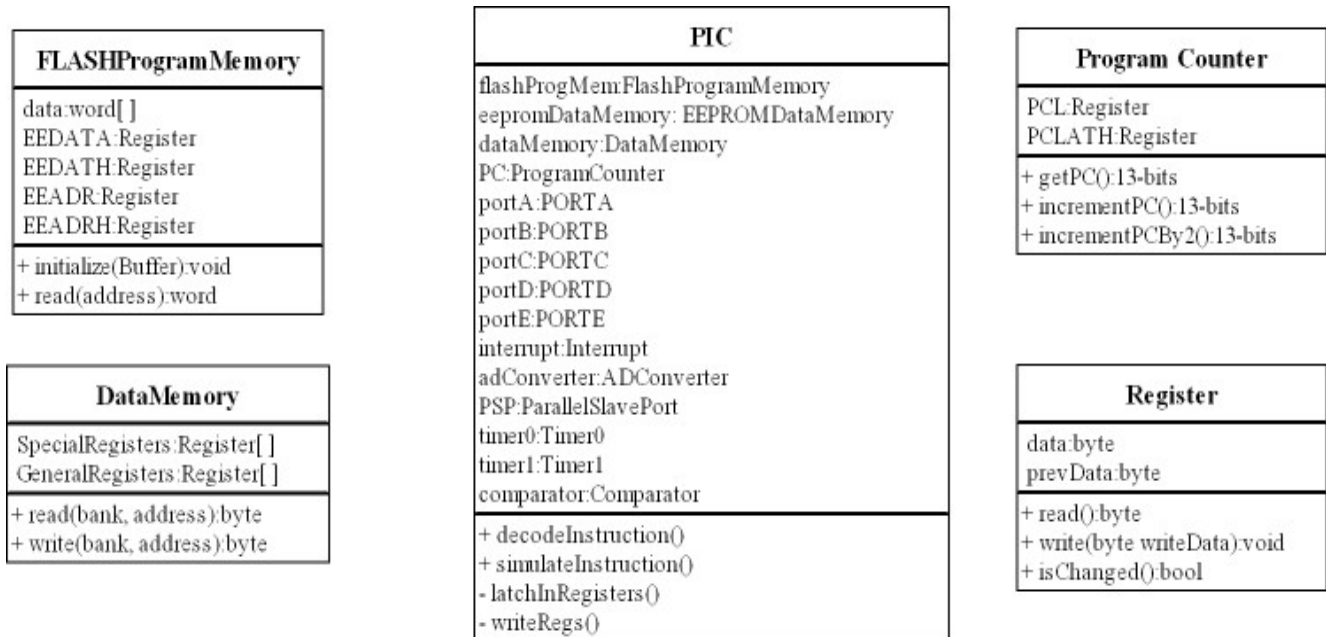 FLASHProgramMemory
data:word[ ]
EEDATA:Register
EEDATH:Register
EEADR:Register
EEADRH:Register
+ initialize(Buffer):void
+ read(address):word
DataMemory
SpecialRegisters:Register[ ]
GeneralRegisters:Register[ ]
+ read(bank, address):byte
+ write(bank, address):byte
PIC
flashProgMem:FlashProgramMemory
eepromDataMemory: EEPROMDataMemory
dataMemory:DataMemory
PC:ProgramCounter
portA:PORTA
portB:PORTB
portC:PORTC
portD:PORTD
portE:PORTE
interrupt:Interrupt
adConverter:ADConverter
PSP:ParallelSlavePort
timer0:Timer0
timer1:Timer1
comparator:Comparator
+ decodeInstruction()
+ simulateInstruction()
- latchInRegisters()
- writeRegs()
Program Counter
PCL:Register
PCLATH:Register
+ getPC():13-bits
+ incrementPC():13-bits
+ incrementPCBy2():13-bits
Register
data:byte
prevData:byte
+ read():byte
+ write(byte writeData):void
+ isChanged():bool